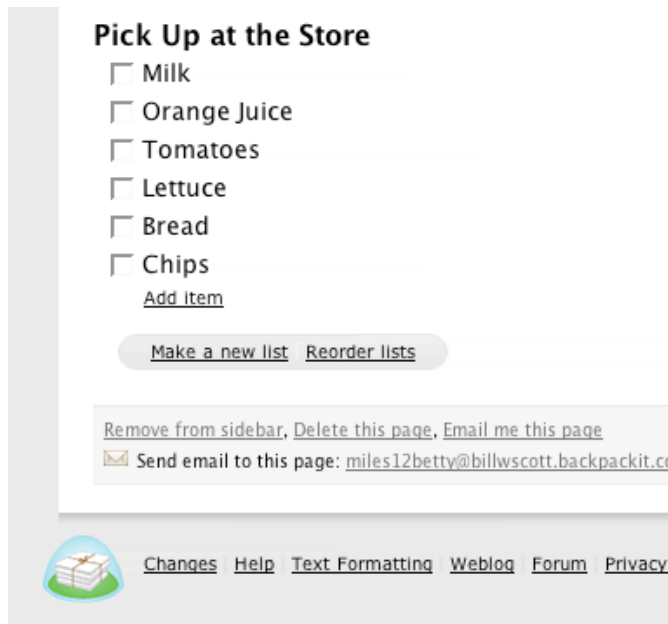 Pick Up at the Store
Milk
Orange Juice
Tomatoes
Lettuce
Bread
Chips
Add item
Make a new list Reorder lists
Remove from sidebar, Delete this page, Email me this page
Send email to this page: miles12betty@billwscott.backpackit.co
Changes Help Text Formatting Weblog Forum Privacy